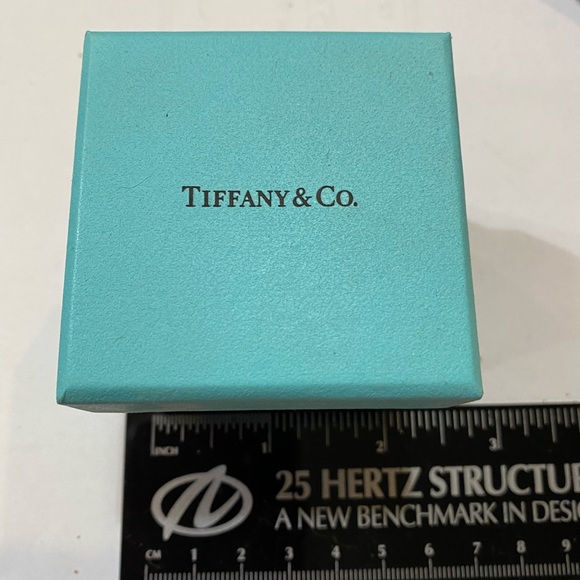 TIFFANY & CO.
INCH 1 2 3
25 HERTZ STRUCTU
A NEW BENCHMARK IN DESI
CM 1 2 3 4 5 6 7 8 9